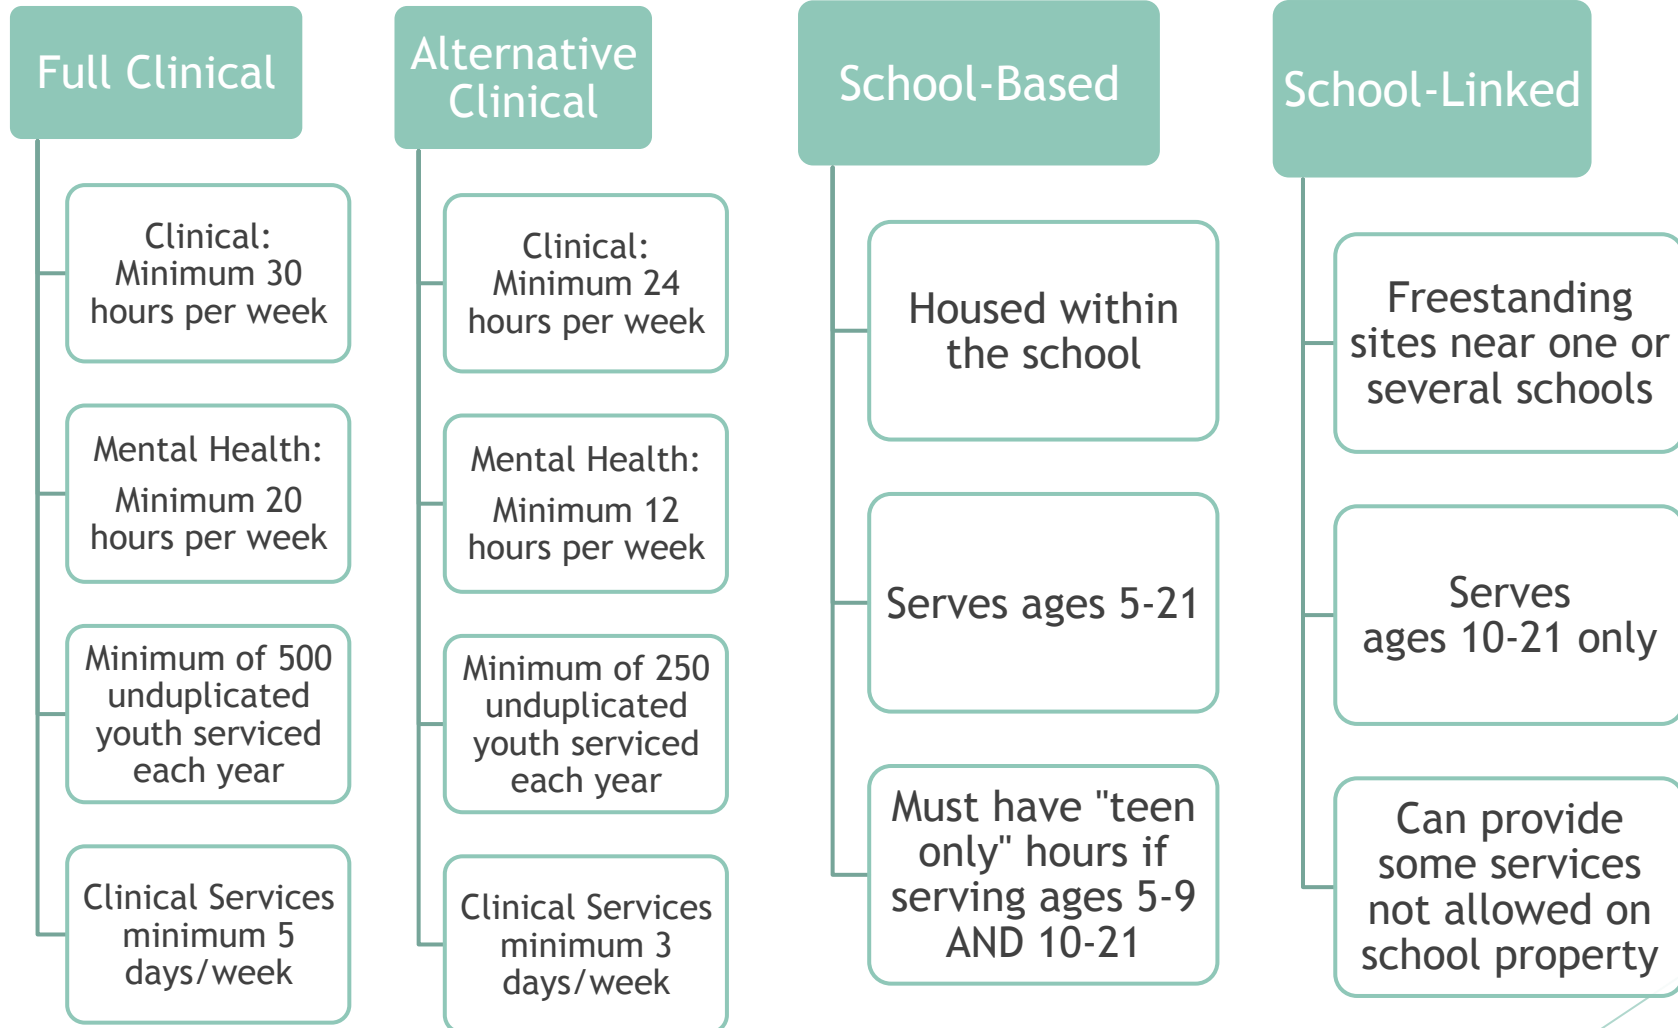 Full Clinical
Clinical:
Minimum 30
hours per week
Mental Health:
Minimum 20
hours per week
Minimum of 500
unduplicated
youth serviced
each year
Clinical Services
minimum 5
days/week
Alternative
Clinical
Clinical:
Minimum 24
hours per week
Mental Health:
Minimum 12
hours per week
Minimum of 250
unduplicated
youth serviced
each year
Clinical Services
minimum 3
days/week
School-Based
Housed within
the school
Serves ages 5-21
Must have "teen
only" hours if
serving ages 5-9
AND 10-21
School-Linked
Freestanding
sites near one or
several schools
Serves
ages 10-21 only
Can provide
some services
not allowed on
school property